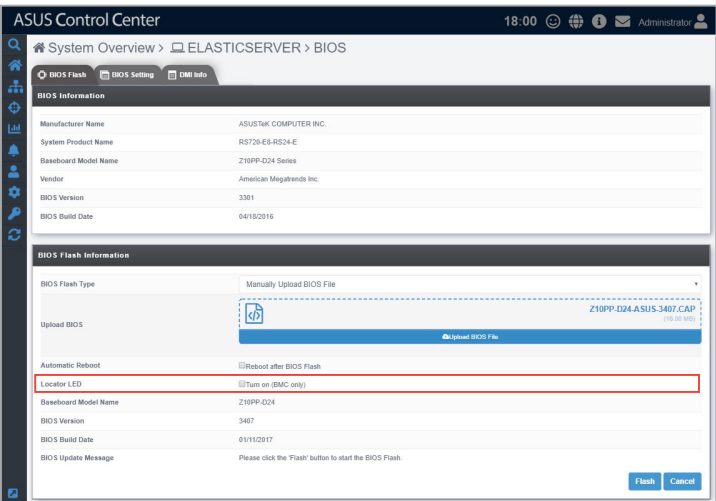 ASUS Control Center
18:00 Administrator
System Overview > ELASTICSERVER > BIOS
BIOS Flash BIOS Setting DMI Info
BIOS Information
Manufacturer Name ASUSTeK COMPUTER INC.
System Product Name RS720-E8-RS24-E
Baseboard Model Name Z10PP-D24 Series
Vendor American Megatrends Inc.
BIOS Version 3301
BIOS Build Date 04/18/2016
BIOS Flash Information
BIOS Flash Type Manually Upload BIOS File
Upload BIOS
Z10PP-D24-ASUS-3407.CAP
(16.00 MB)
Upload BIOS File
Automatic Reboot Reboot after BIOS Flash
Locator LED Turn on (BMC only)
Baseboard Model Name Z10PP-D24
BIOS Version 3407
BIOS Build Date 01/11/2017
BIOS Update Message Please click the 'Flash' button to start the BIOS Flash.
Flash Cancel